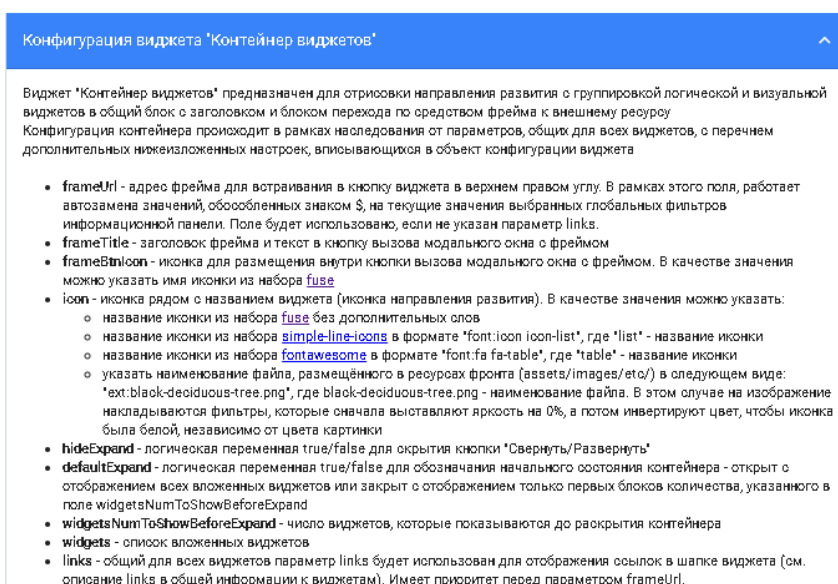 Конфигурация виджета "Контейнер виджетов"
Виджет "Контейнер виджетов" предназначен для отрисовки направления развития с группировкой логической и визуальной
виджетов в общий блок с заголовком и блоком перехода по средством фрейма к внешнему ресурсу
Конфигурация контейнера происходит в рамках наследования от параметров, общих для всех виджетов, с перечнем
дополнительных нижеизложенных настроек, вписывающихся в объект конфигурации виджета
frameUrl - адрес фрейма для встраивания в кнопку виджета в верхнем правом углу. В рамках этого поля, работает
автозамена значений, обособленных знаком $, на текущие значения выбранных глобальных фильтров
информационной панели. Поле будет использовано, если не указан параметр links.
frameTitle - заголовок фрейма и текст в кнопку вызова модального окна с фреймом
frameBtnIcon - иконка для размещения внутри кнопки вызова модального окна с фреймом. В качестве значения
можно указать имя иконки из набора fuse
icon - иконка рядом с названием виджета (иконка направления развития). В качестве значения можно указать:
название иконки из набора fuse без дополнительных слов
название иконки из набора simple-line-icons в формате "font:icon icon-list", где "list" - название иконки
название иконки из набора fontawesome в формате "font:fa fa-table", где "table" - название иконки
указать наименование файла, размещённого в ресурсах фронта (assets/images/etc/) в следующем виде:
"ext:black-deciduous-tree.png", где black-deciduous-tree.png - наименование файла. В этом случае на изображение
накладываются фильтры, которые сначала выставляют яркость на 0%, а потом инвертируют цвет, чтобы иконка
была белой, независимо от цвета картинки
hideExpand - логическая переменная true/false для скрытия кнопки "Свернуть/Развернуть"
defaultExpand - логическая переменная true/false для обозначания начального состояния контейнера - открыт с
отображением всех вложенных виджетов или закрыт с отображением только первых блоков количества, указанного в
поле widgetsNumToShowBeforeExpand
widgetsNumToShowBeforeExpand - число виджетов, которые показываются до раскрытия контейнера
widgets - список вложенных виджетов
links - общий для всех виджетов параметр links будет использован для отображения ссылок в шапке виджета (см.
описание links в общей информации к виджетам). Имеет приоритет перед параметром frameUrl.